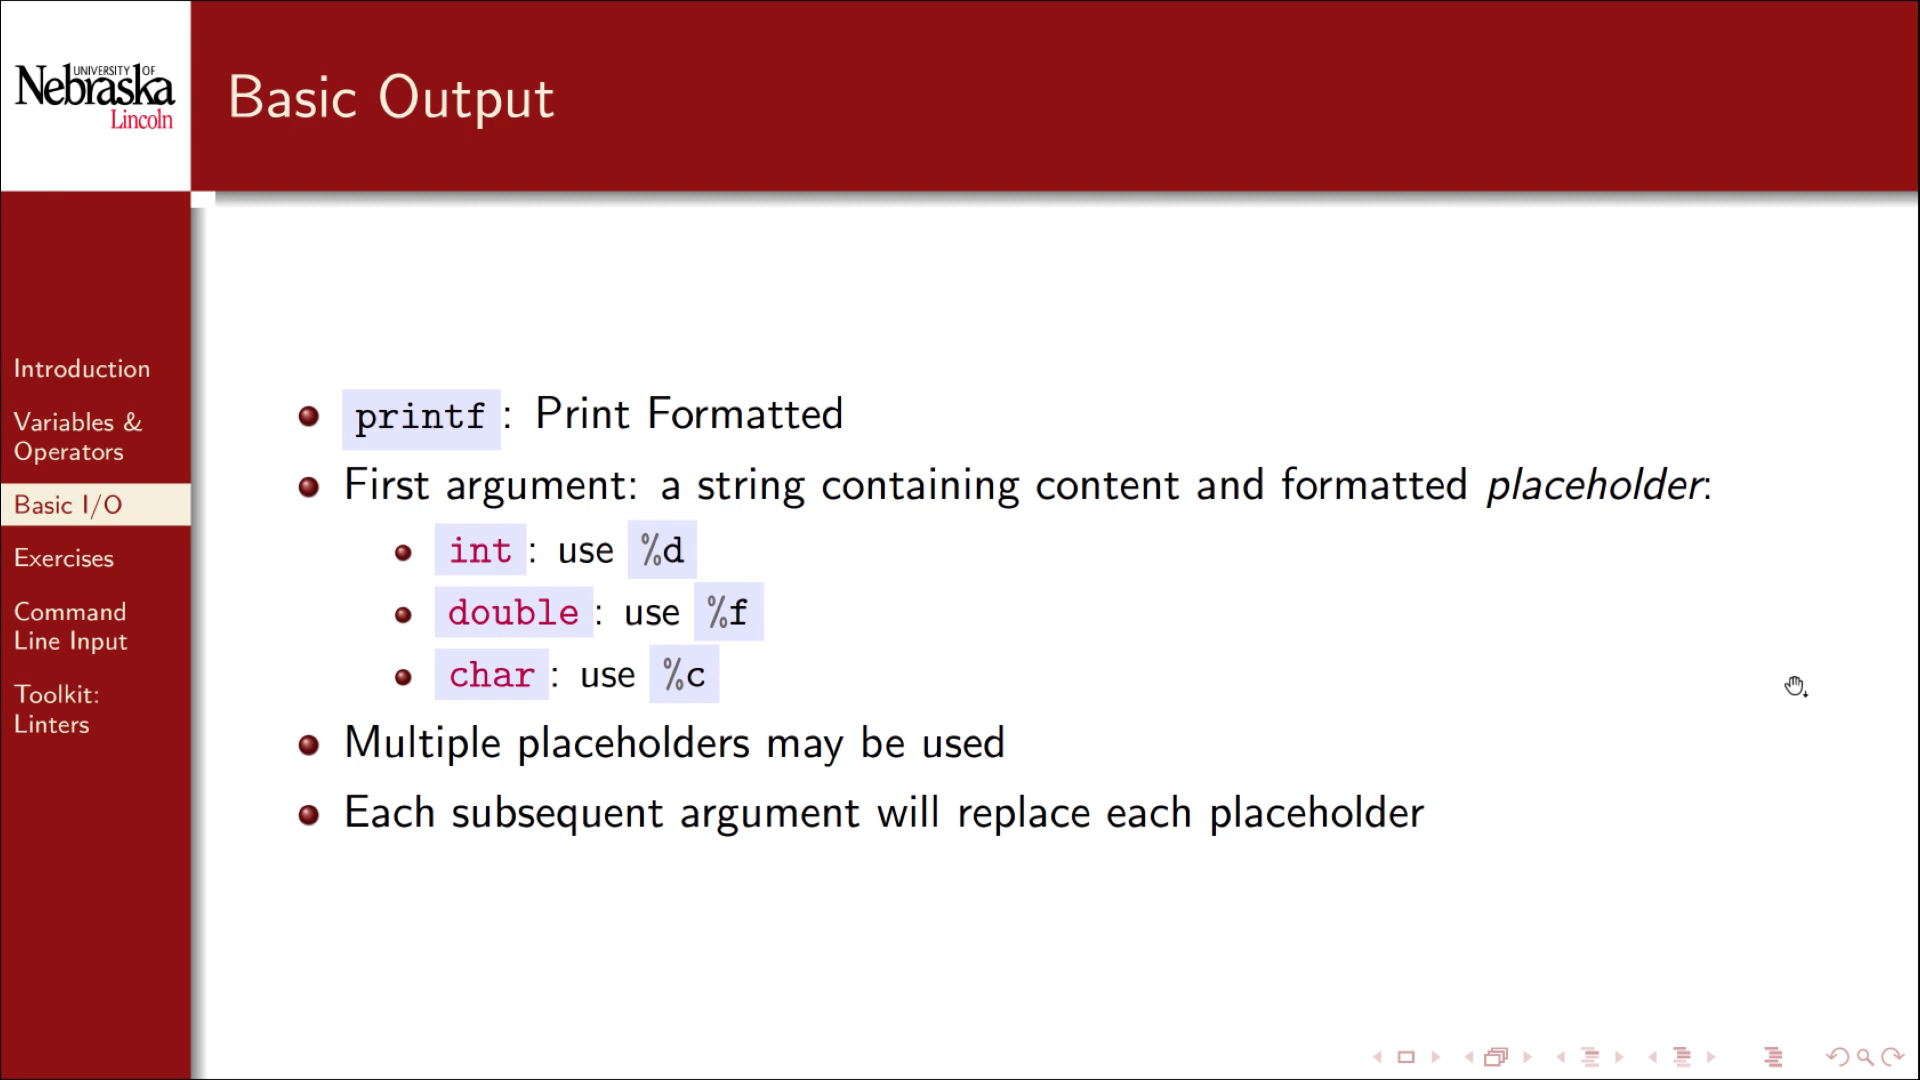 UNIVERSITY OF
Nebraska
Lincoln
Basic Output
Introduction
Variables &
Operators
Basic I/O
Exercises
Command
Line Input
Toolkit:
Linters
printf: Print Formatted
First argument: a string containing content and formatted placeholder:
int: use %d
double: use %f
char: use %c
Multiple placeholders may be used
Each subsequent argument will replace each placeholder